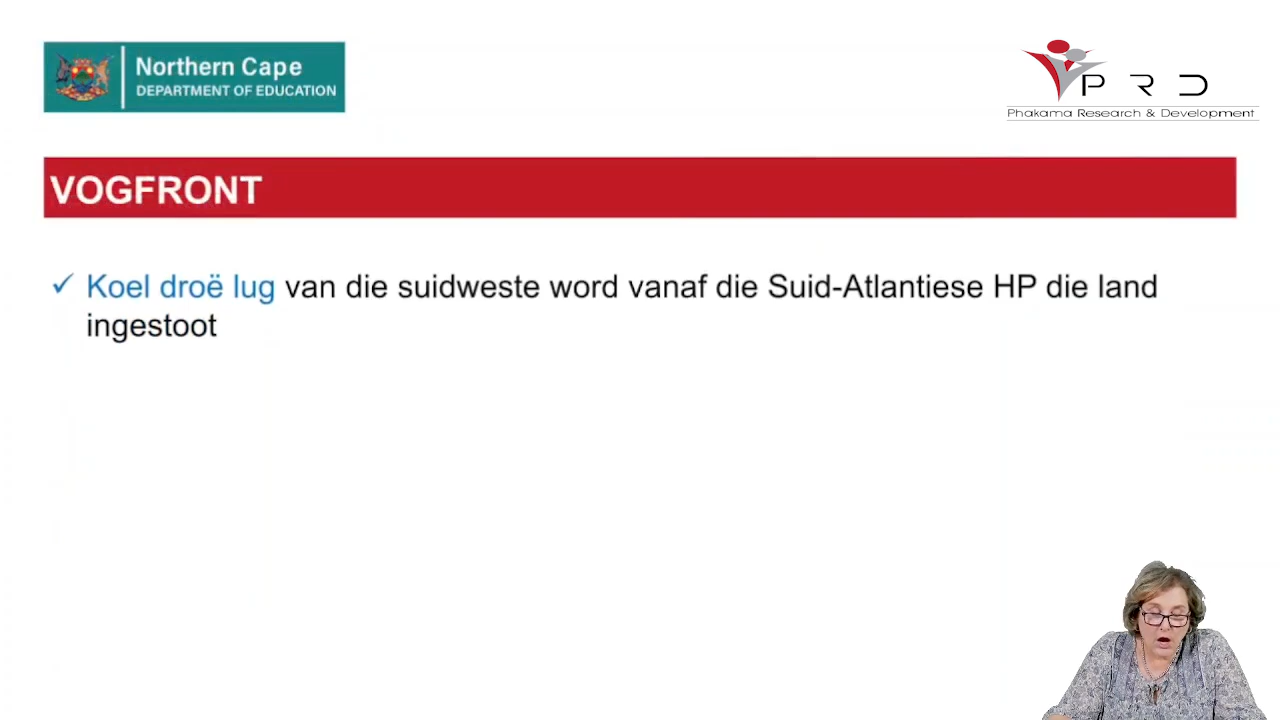 Northern Cape
DEPARTMENT OF EDUCATION
PRD
Phakama Research & Development
VOGFRONT
✓ Koel droë lug van die suidweste word vanaf die Suid-Atlantiese HP die land
ingestoot